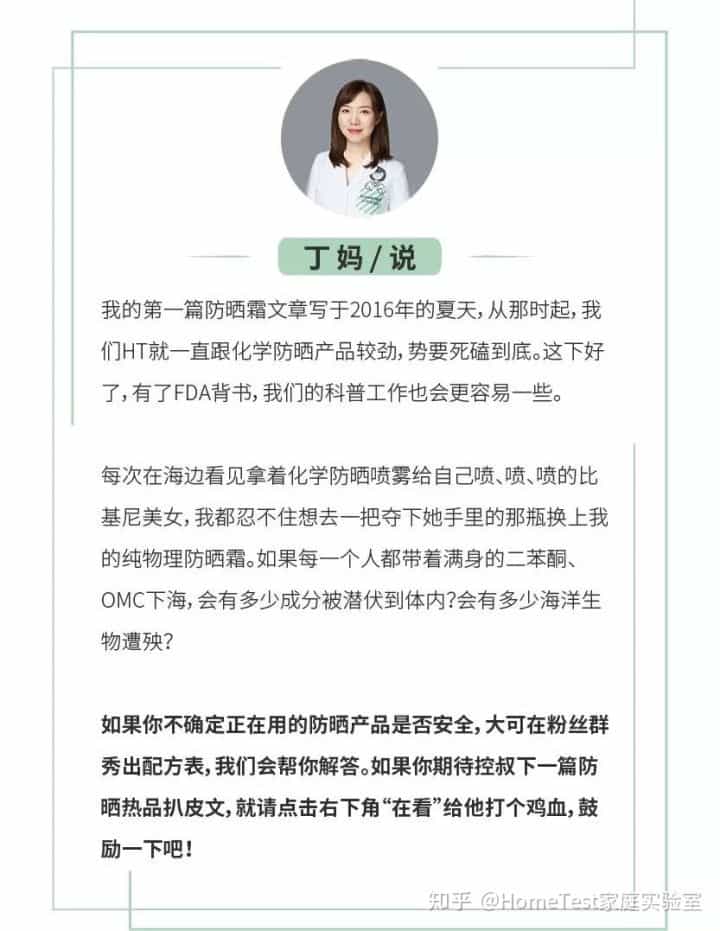 丁妈/说
我的第一篇防晒霜文章写于2016年的夏天，从那时起，我
们HT就一直跟化学防晒产品较劲，势要死磕到底。这下好
了，有了FDA背书，我们的科普工作也会更容易一些。
每次在海边看见拿着化学防晒喷雾给自己喷、喷、喷的比
基尼美女，我都忍不住想去一把夺下她手里的那瓶换上我
的纯物理防晒霜。如果每一个人都带着满身的二苯酮、
OMC下海，会有多少成分被潜伏到体内？会有多少海洋生
物遭殃？
如果你不确定正在用的防晒产品是否安全，大可在粉丝群
秀出配方表，我们会帮你解答。如果你期待控叔下一篇防
晒热品扒皮文，就请点击右下角“在看”给他打个鸡血，鼓
励一下吧！
知乎 @HomeTest家庭实验室